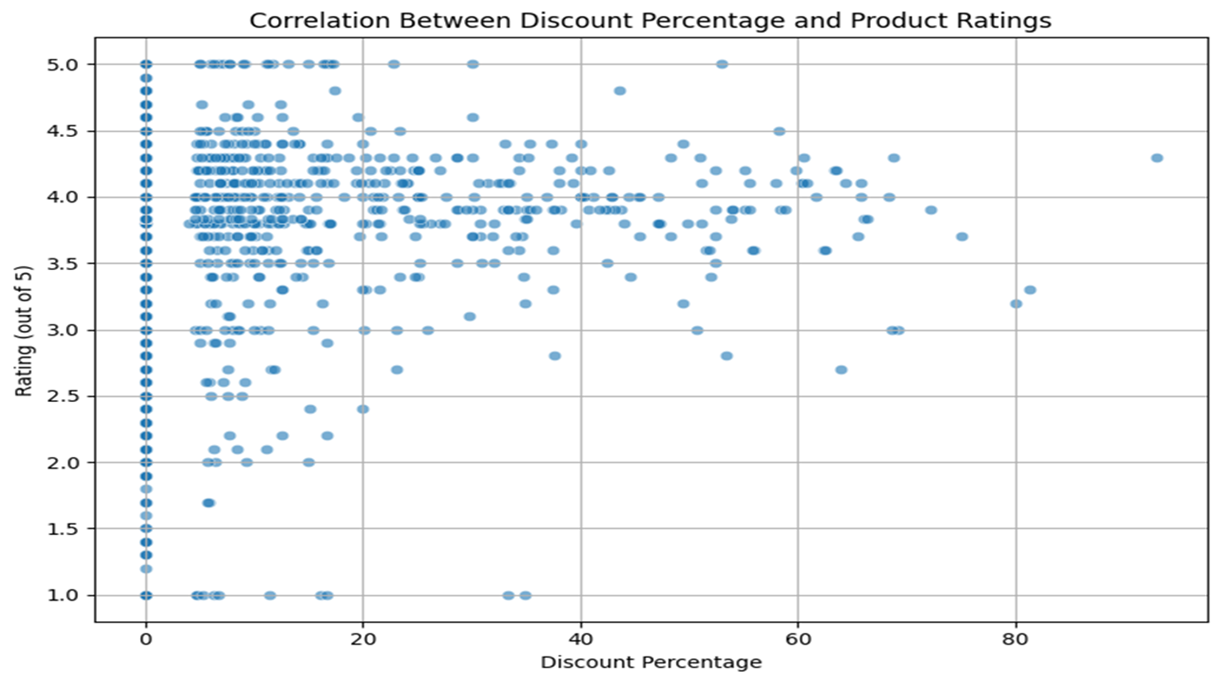 Correlation Between Discount Percentage and Product Ratings
5.0
4.5
4.0
3.5
3.0
2.5
2.0
1.5
1.0
Rating (out of 5)
0 20 40 60 80
Discount Percentage